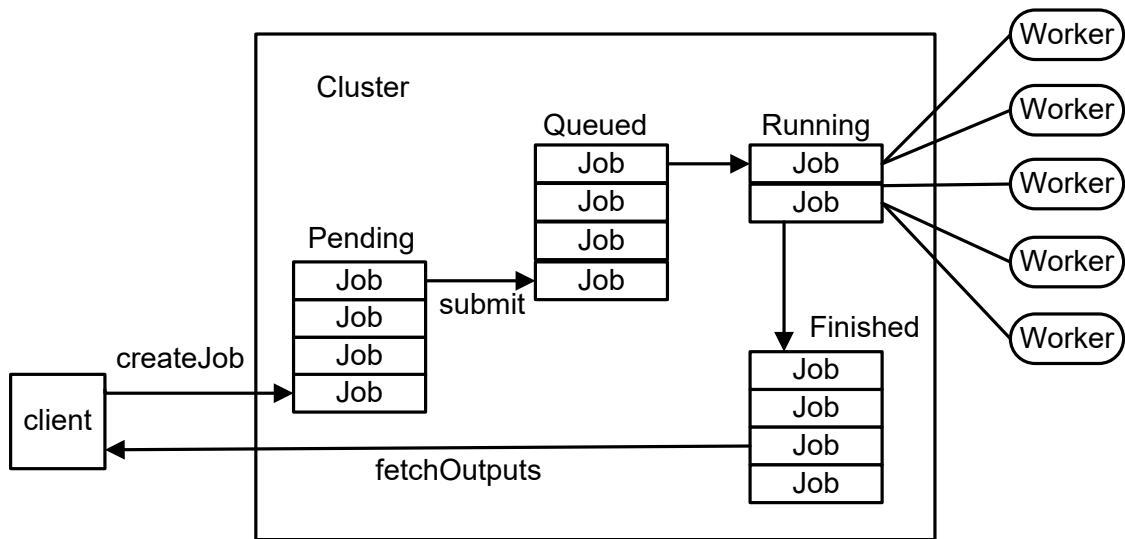 Worker
Cluster
Worker
Queued
Running
Job
Job
Worker
Job
Job
Pending
Job
Worker
Job
Job
submit
Job
Finished
Worker
createJob
Job
Job
Job
client
Job
Job
fetchOutputs
Job